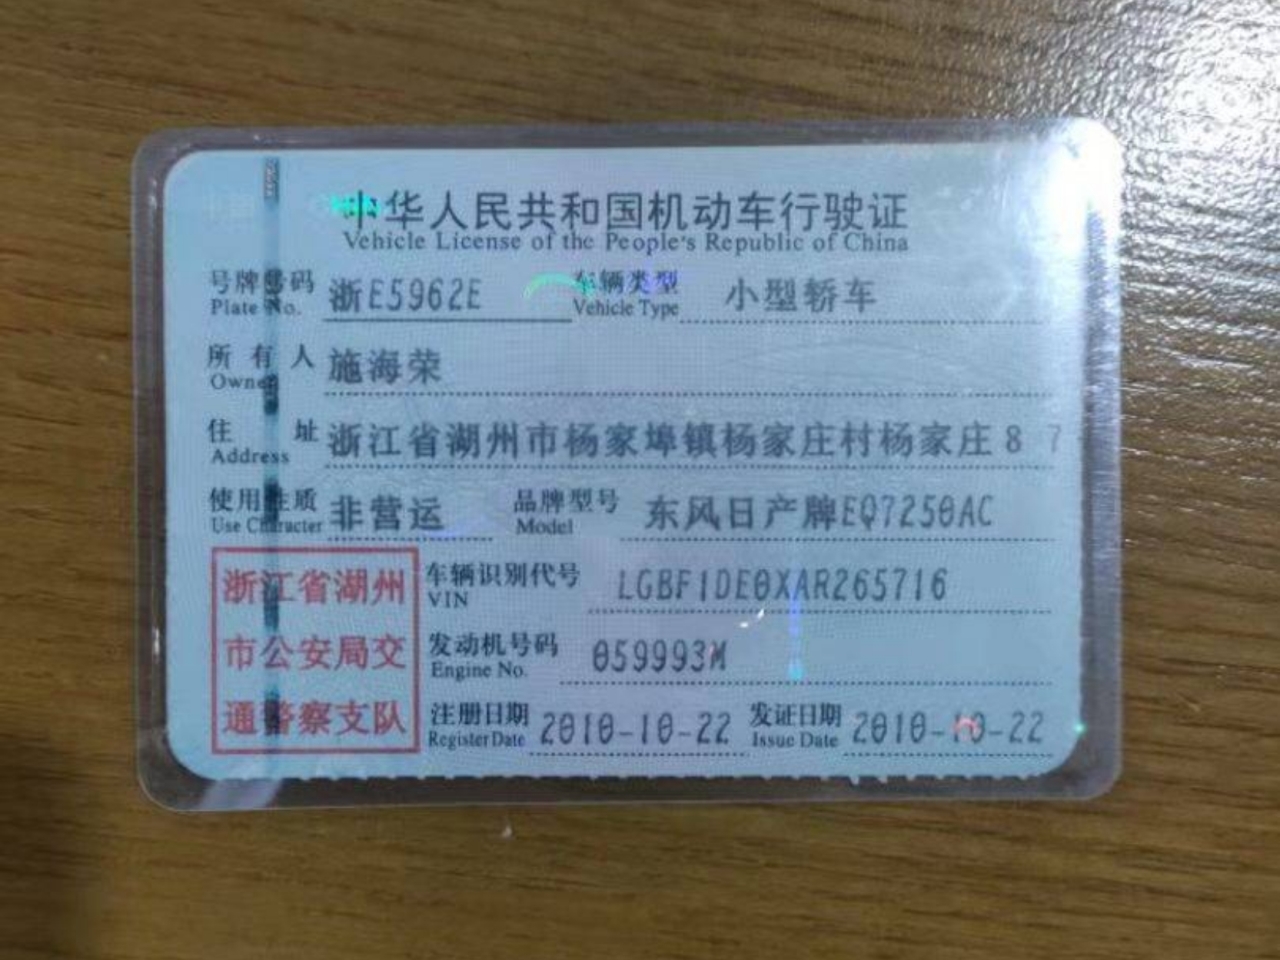 中华人民共和国机动车行驶证
Vehicle License of the People's Republic of China
号牌号码 浙E5962E 车辆类型 小型轿车
Plate No. Vehicle Type
所有人 施海荣
Owner
住址 浙江省湖州市杨家埠镇杨家庄村杨家庄87
Address
使用性质 非营运 品牌型号 东风日产牌EQ7250AC
Use Character Model
浙江省湖州
市公安局交
通警察支队
车辆识别代号 LGBF1DE0XAR265716
VIN
发动机号码 059993M
Engine No.
注册日期 2010-10-22 发证日期 2010-10-22
Register Date Issue Date